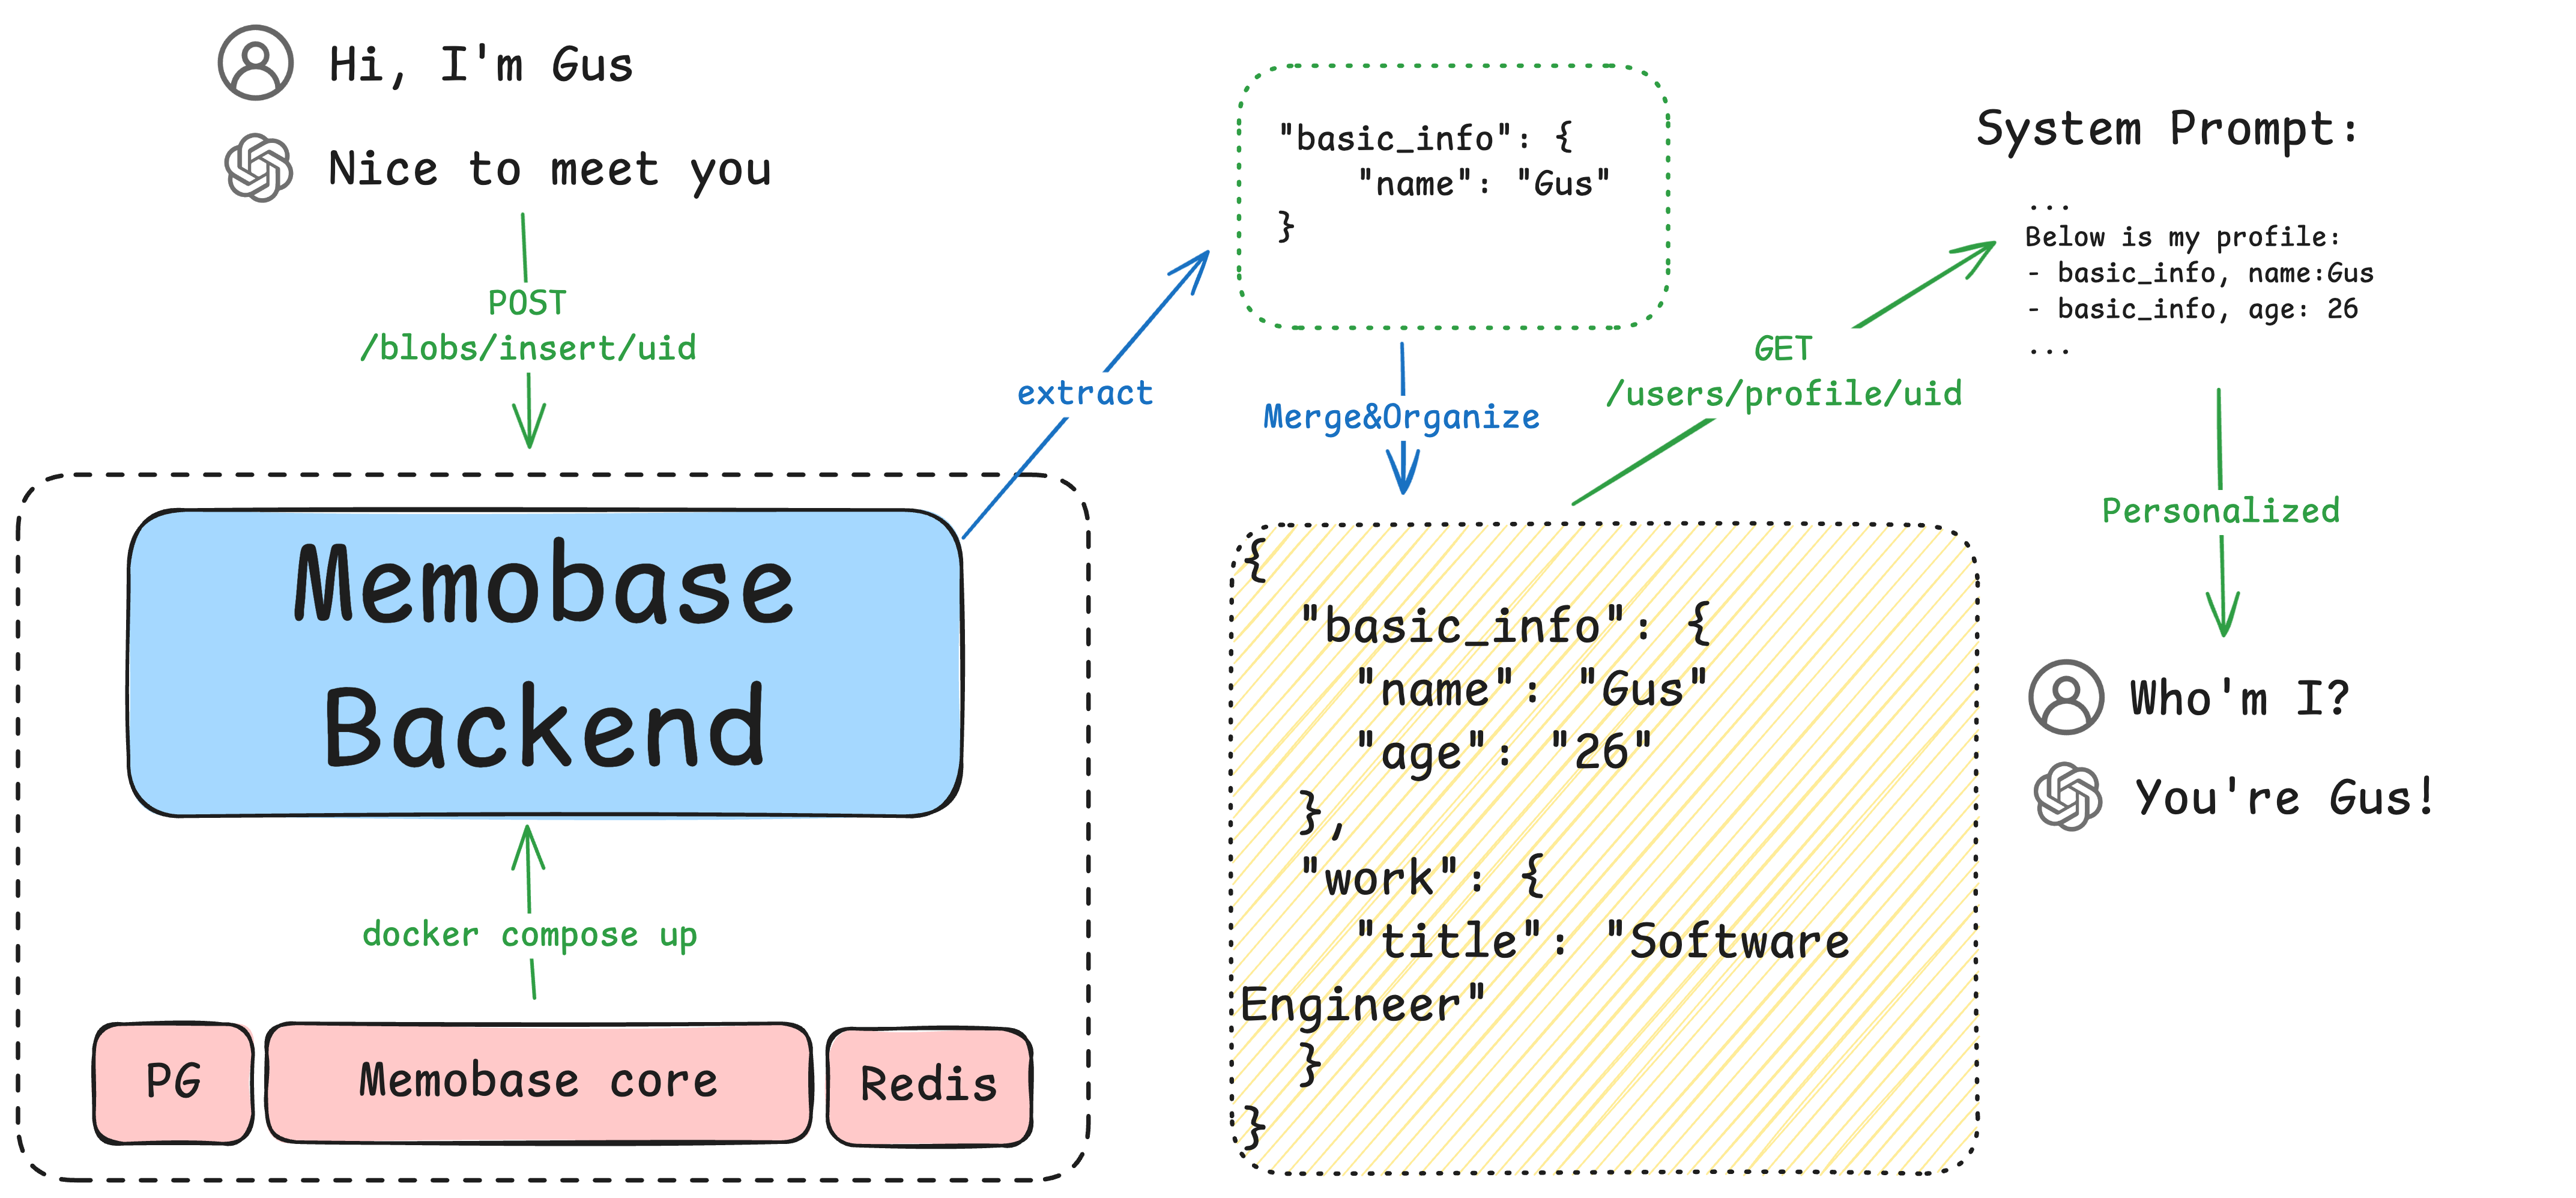 Hi, I'm Gus
Nice to meet you
POST
/blobs/insert/uid
Memobase
Backend
docker compose up
PG
Memobase core
Redis
extract
"basic_info": {
"name": "Gus"
}
Merge&Organize
{
"basic_info": {
"name": "Gus"
"age": "26"
},
"work": {
"title": "Software
Engineer"
}
}
GET
/users/profile/uid
System Prompt:
...
Below is my profile:
- basic_info, name:Gus
- basic_info, age: 26
...
Personalized
Who'm I?
You're Gus!